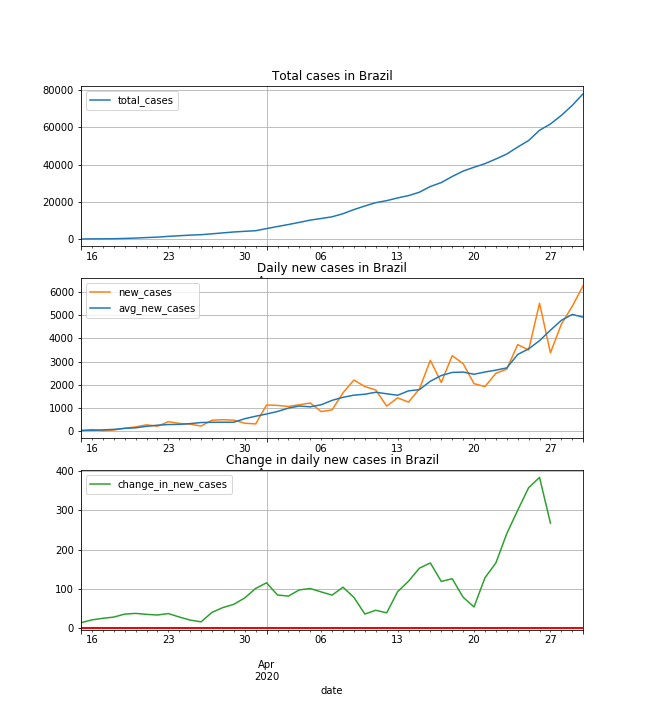 Total cases in Brazil
80000
60000
40000
20000
0
total_cases
16 23 30 06 13 20 27
Daily new cases in Brazil
6000
5000
4000
3000
2000
1000
0
new_cases
avg_new_cases
16 23 30 06 13 20 27
Change in daily new cases in Brazil
400
300
200
100
0
change_in_new_cases
16 23 30 06 13 20 27
Apr
2020
date